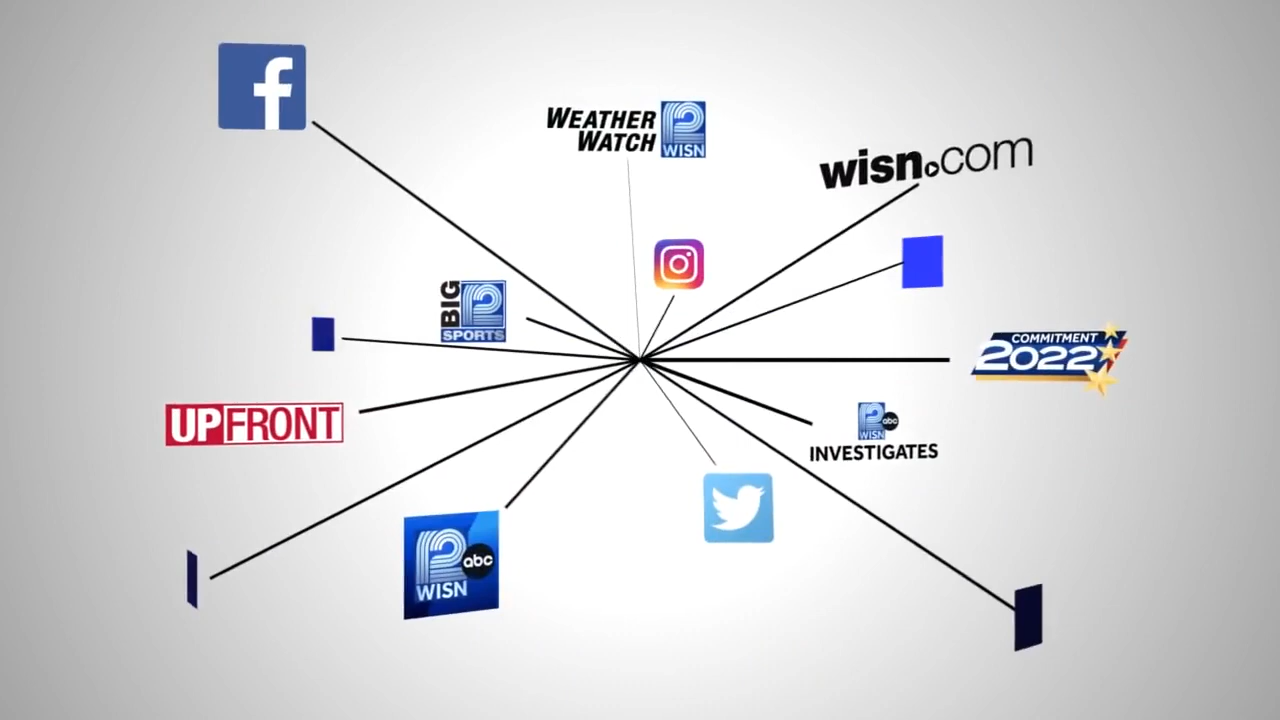 f
WEATHER
WATCH
12
WISN
wisn.com
BIG
12
SPORTS
COMMITMENT
2022
UPFRONT
12
abc
WISN
INVESTIGATES
12
abc
WISN